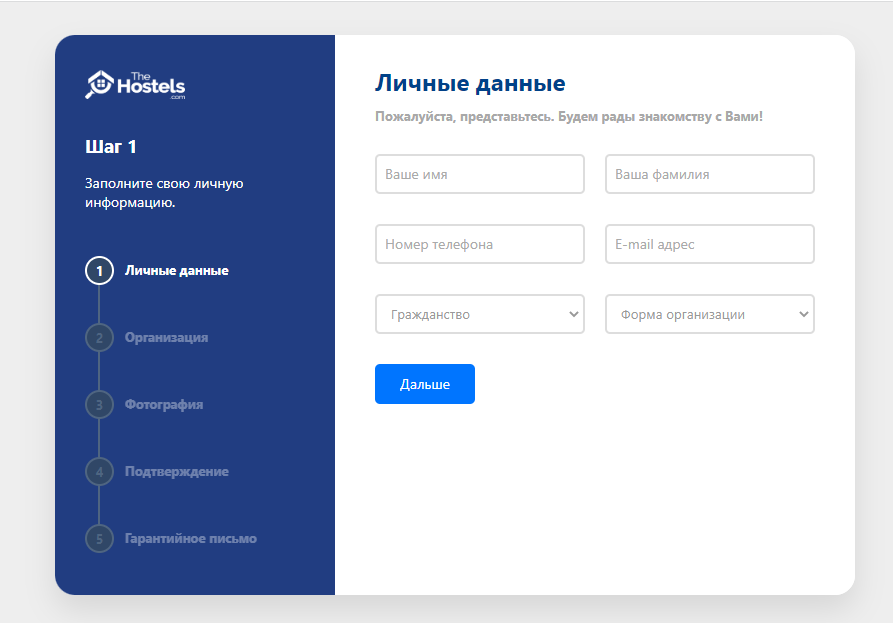 The
Hostels
.com
Шаг 1
Заполните свою личную
информацию.
1 Личные данные
2 Организация
3 Фотография
4 Подтверждение
5 Гарантийное письмо
Личные данные
Пожалуйста, представьтесь. Будем рады знакомству с Вами!
Ваше имя
Ваша фамилия
Номер телефона
E-mail адрес
Гражданство
Форма организации
Дальше